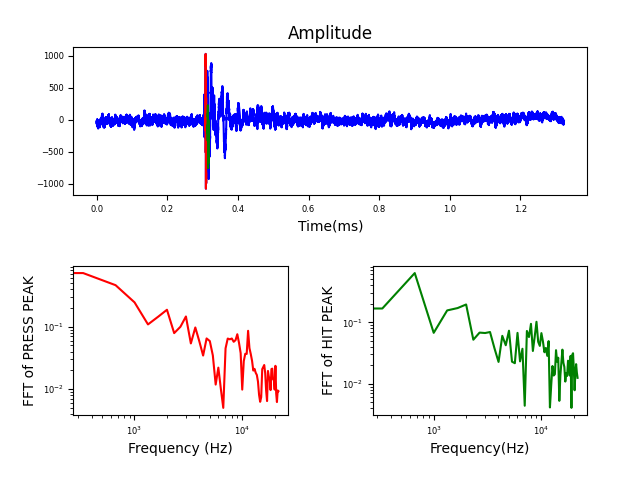 Amplitude
1000
500
0
−500
−1000
0.0 0.2 0.4 0.6 0.8 1.0 1.2
Time(ms)
FFT of PRESS PEAK
10⁻¹
10⁻²
10³ 10⁴
Frequency (Hz)
FFT of HIT PEAK
10⁻¹
10⁻²
10³ 10⁴
Frequency(Hz)